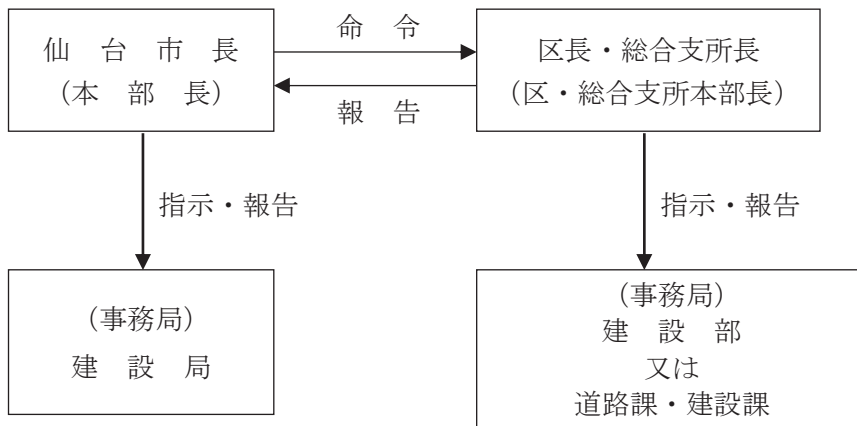 仙台市長
（本部長）
命令
報告
区長・総合支所長
（区・総合支所本部長）
指示・報告
指示・報告
（事務局）
建設局
（事務局）
建設部
又は
道路課・建設課